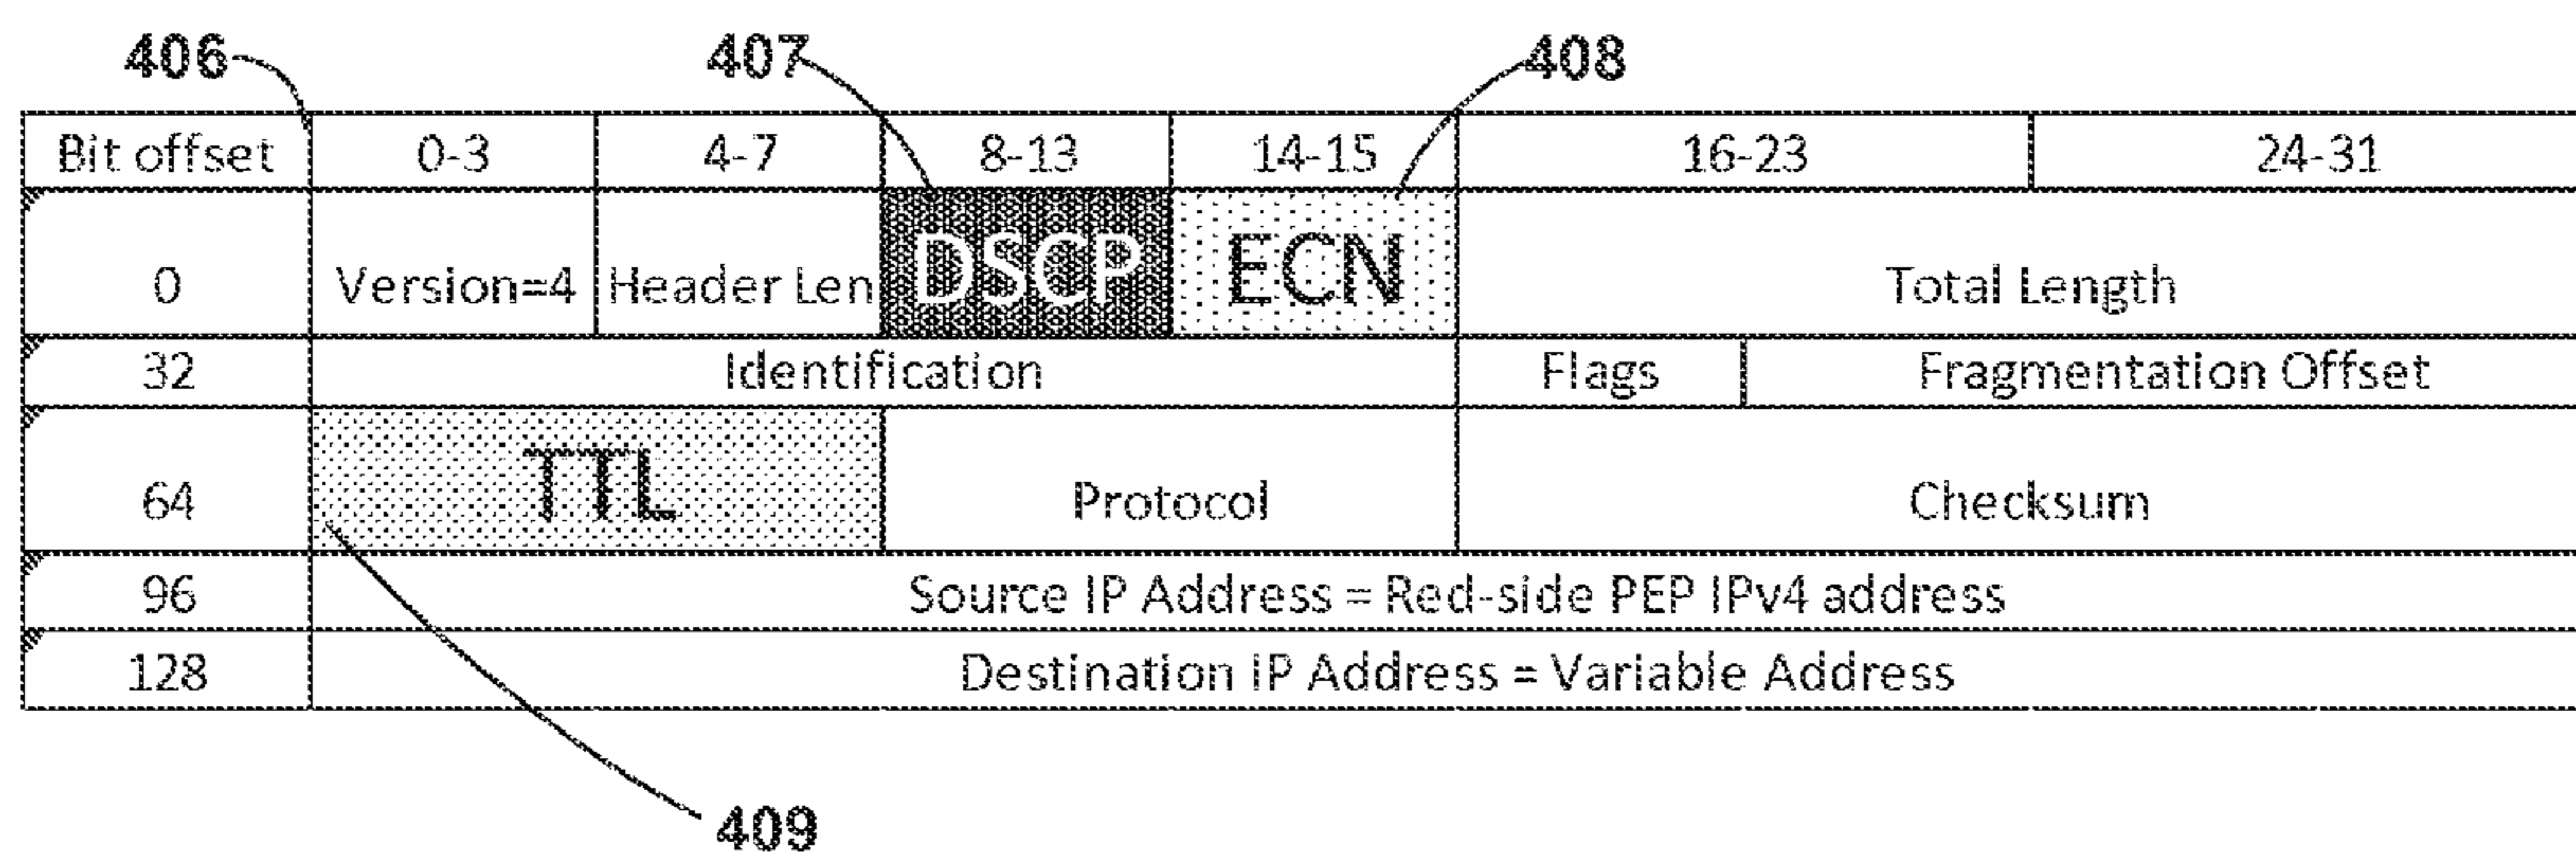 406 407 408
Bit offset 0-3 4-7 8-13 14-15 16-23 24-31
0 Version=4 Header Len DSCP ECN Total Length
32 Identification Flags Fragmentation Offset
64 TTL Protocol Checksum
96 Source IP Address = Red-side PEP IPv4 address
128 Destination IP Address = Variable Address
409